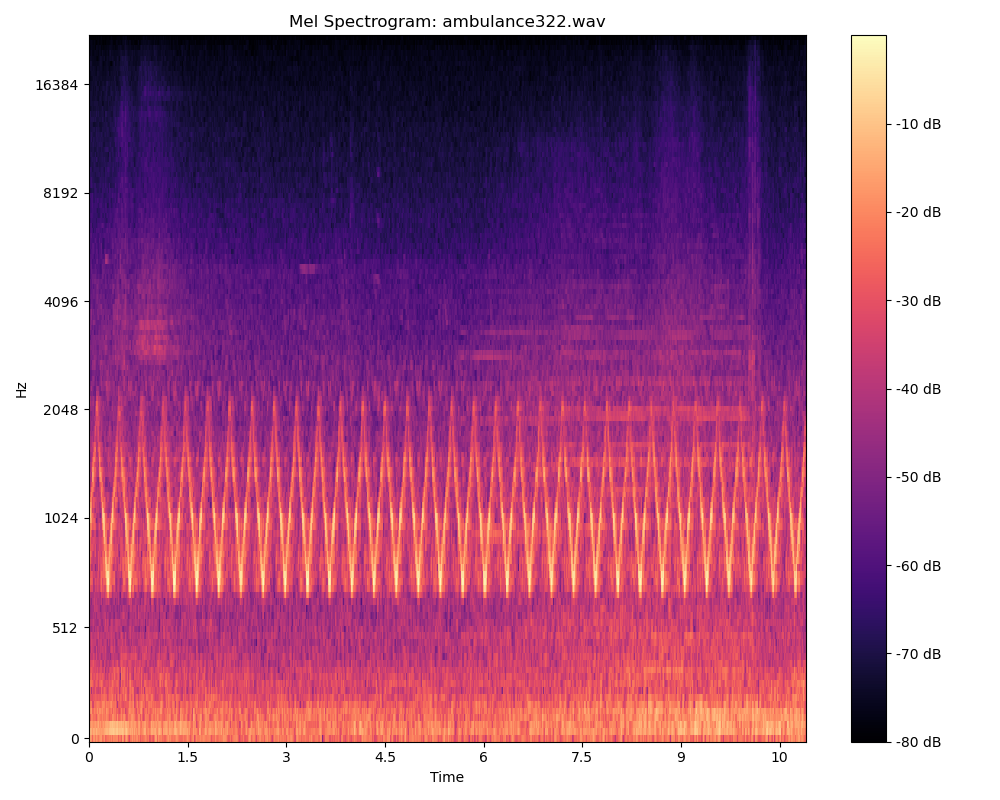 Mel Spectrogram: ambulance322.wav
Hz
16384
8192
4096
2048
1024
512
0
0 1.5 3 4.5 6 7.5 9 10
Time
-10 dB
-20 dB
-30 dB
-40 dB
-50 dB
-60 dB
-70 dB
-80 dB